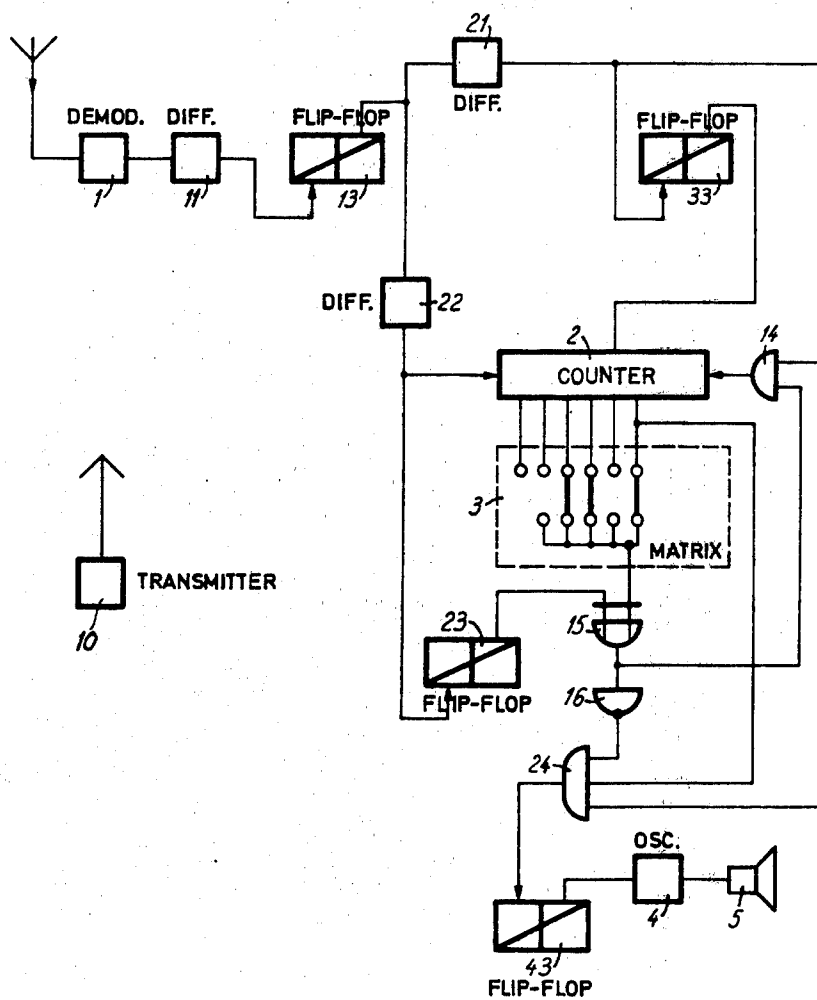 21
DIFF.
DEMOD.
DIFF.
FLIP-FLOP
FLIP-FLOP
1
11
13
33
DIFF.
22
2
14
COUNTER
3
MATRIX
TRANSMITTER
10
23
15
FLIP-FLOP
16
24
OSC.
4
5
43
FLIP-FLOP